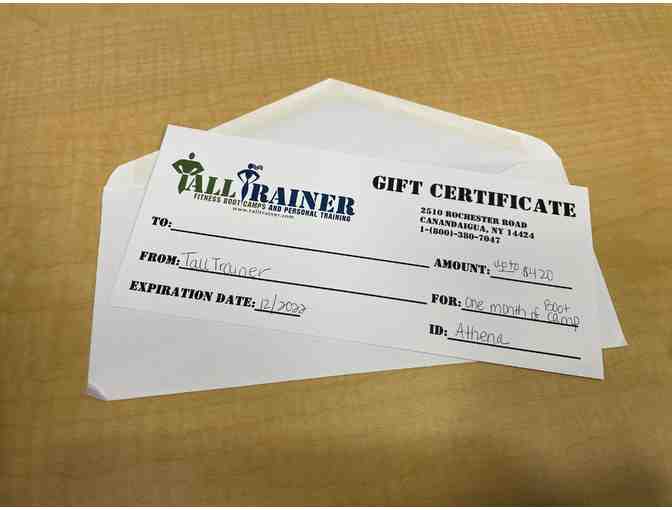 TALL TRAINER
FITNESS BOOT CAMPS AND PERSONAL TRAINING
www.talltrainer.com
GIFT CERTIFICATE
2510 ROCHESTER ROAD
CANANDAIGUA, NY 14424
1-(800)-380-7047
TO:
FROM: Tall Trainer
EXPIRATION DATE: 12/2022
AMOUNT: up to $420
FOR: One month of Boot Camp
ID: Athena